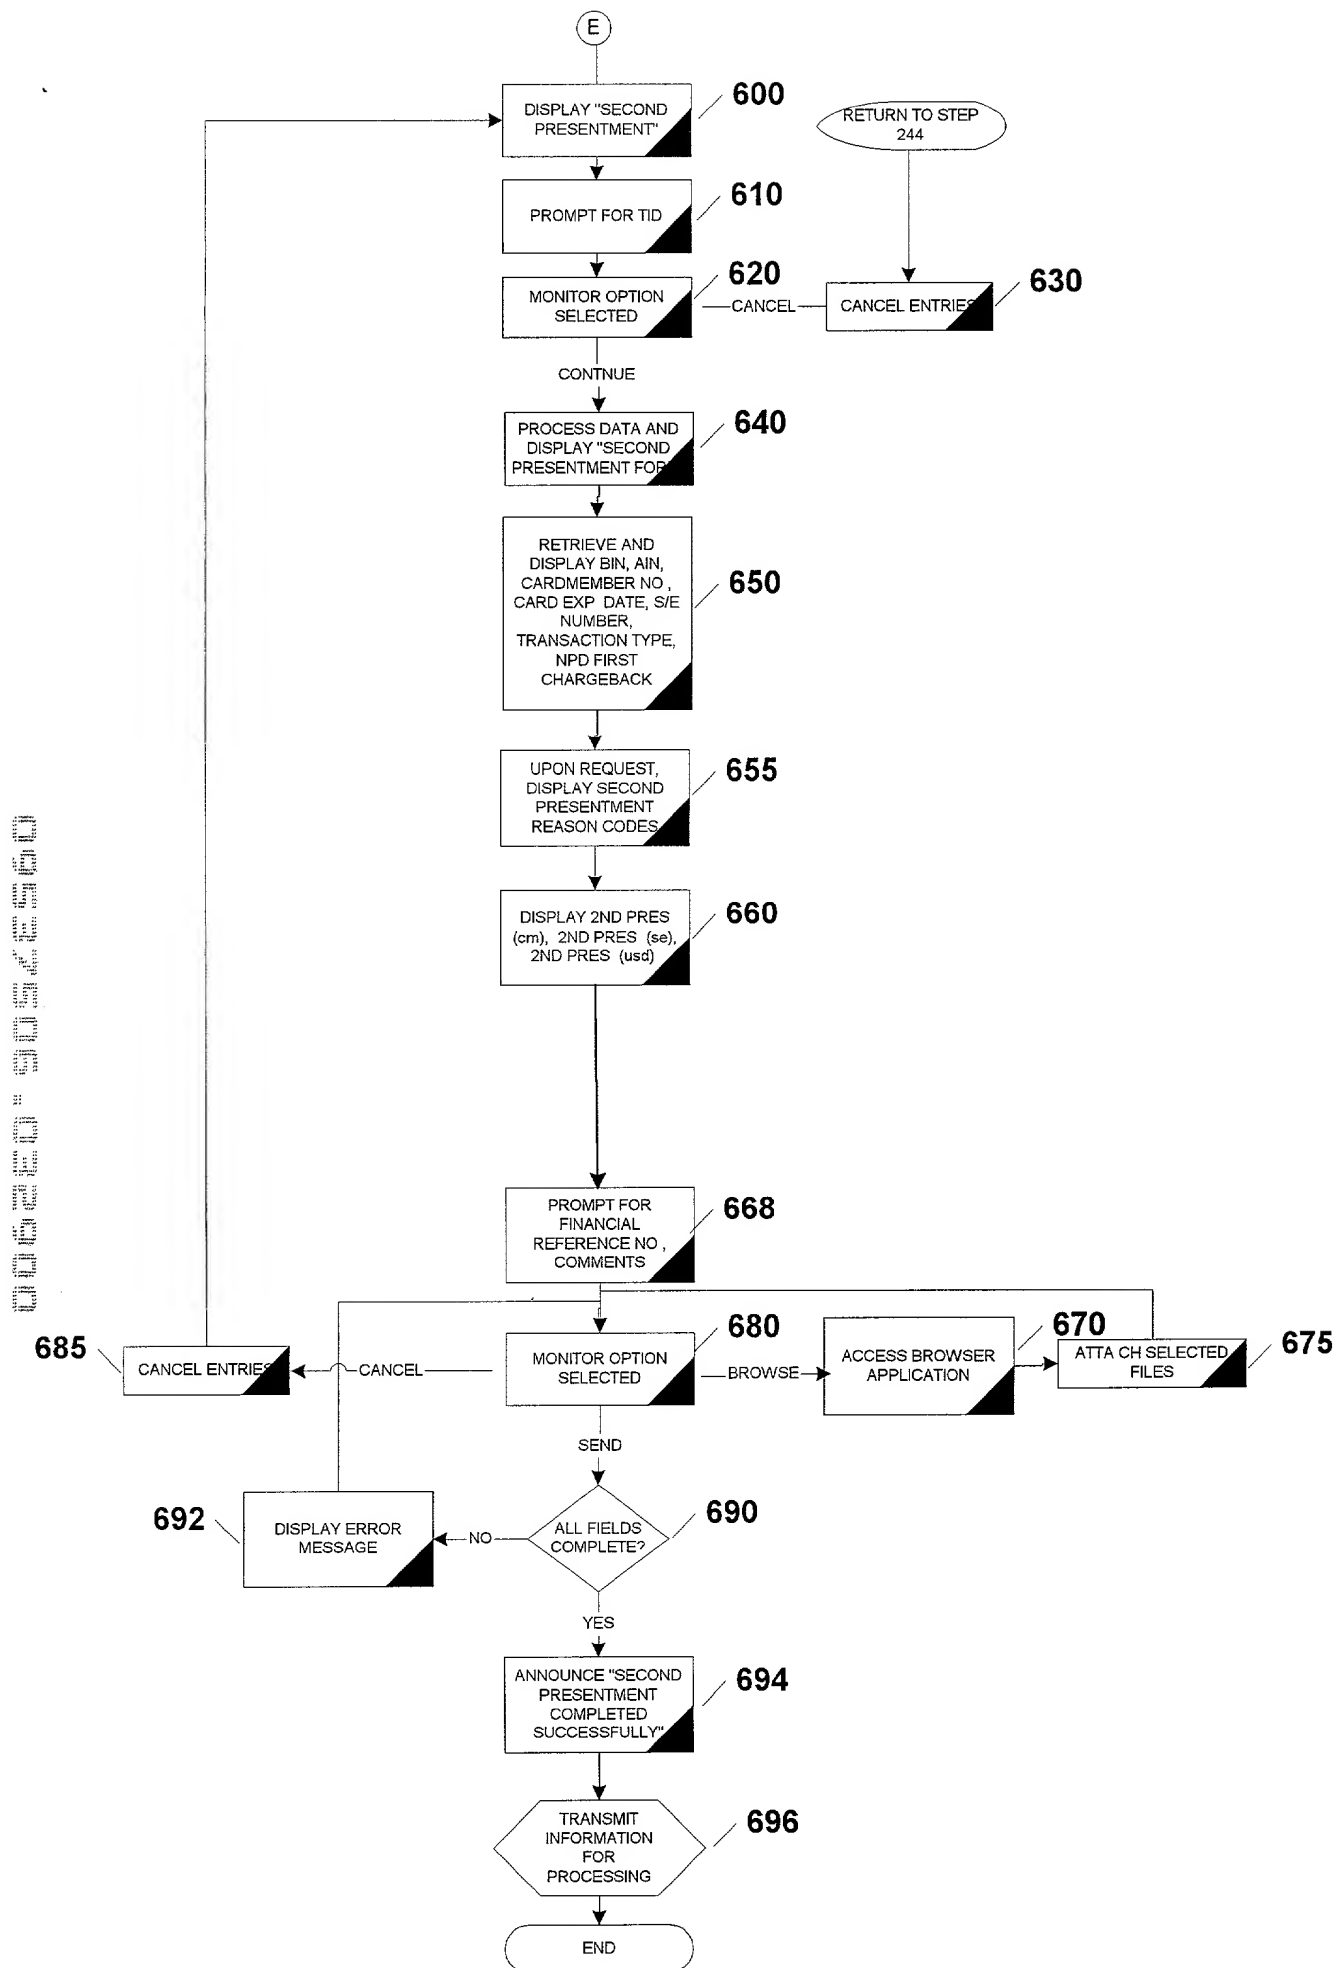 E
DISPLAY "SECOND
PRESENTMENT"
600
RETURN TO STEP
244
PROMPT FOR TID
610
MONITOR OPTION
SELECTED
620
CANCEL
CANCEL ENTRIES
630
CONTNUE
PROCESS DATA AND
DISPLAY "SECOND
PRESENTMENT FOR
640
RETRIEVE AND
DISPLAY BIN, AIN,
CARDMEMBER NO ,
CARD EXP DATE, S/E
NUMBER,
TRANSACTION TYPE,
NPD FIRST
CHARGEBACK
650
UPON REQUEST,
DISPLAY SECOND
PRESENTMENT
REASON CODES
655
DISPLAY 2ND PRES
(cm), 2ND PRES (se),
2ND PRES (usd)
660
PROMPT FOR
FINANCIAL
REFERENCE NO ,
COMMENTS
668
685
CANCEL ENTRIES
CANCEL
MONITOR OPTION
SELECTED
680
BROWSE
ACCESS BROWSER
APPLICATION
670
ATTA CH SELECTED
FILES
675
SEND
692
DISPLAY ERROR
MESSAGE
NO
ALL FIELDS
COMPLETE?
690
YES
ANNOUNCE "SECOND
PRESENTMENT
COMPLETED
SUCCESSFULLY"
694
TRANSMIT
INFORMATION
FOR
PROCESSING
696
END